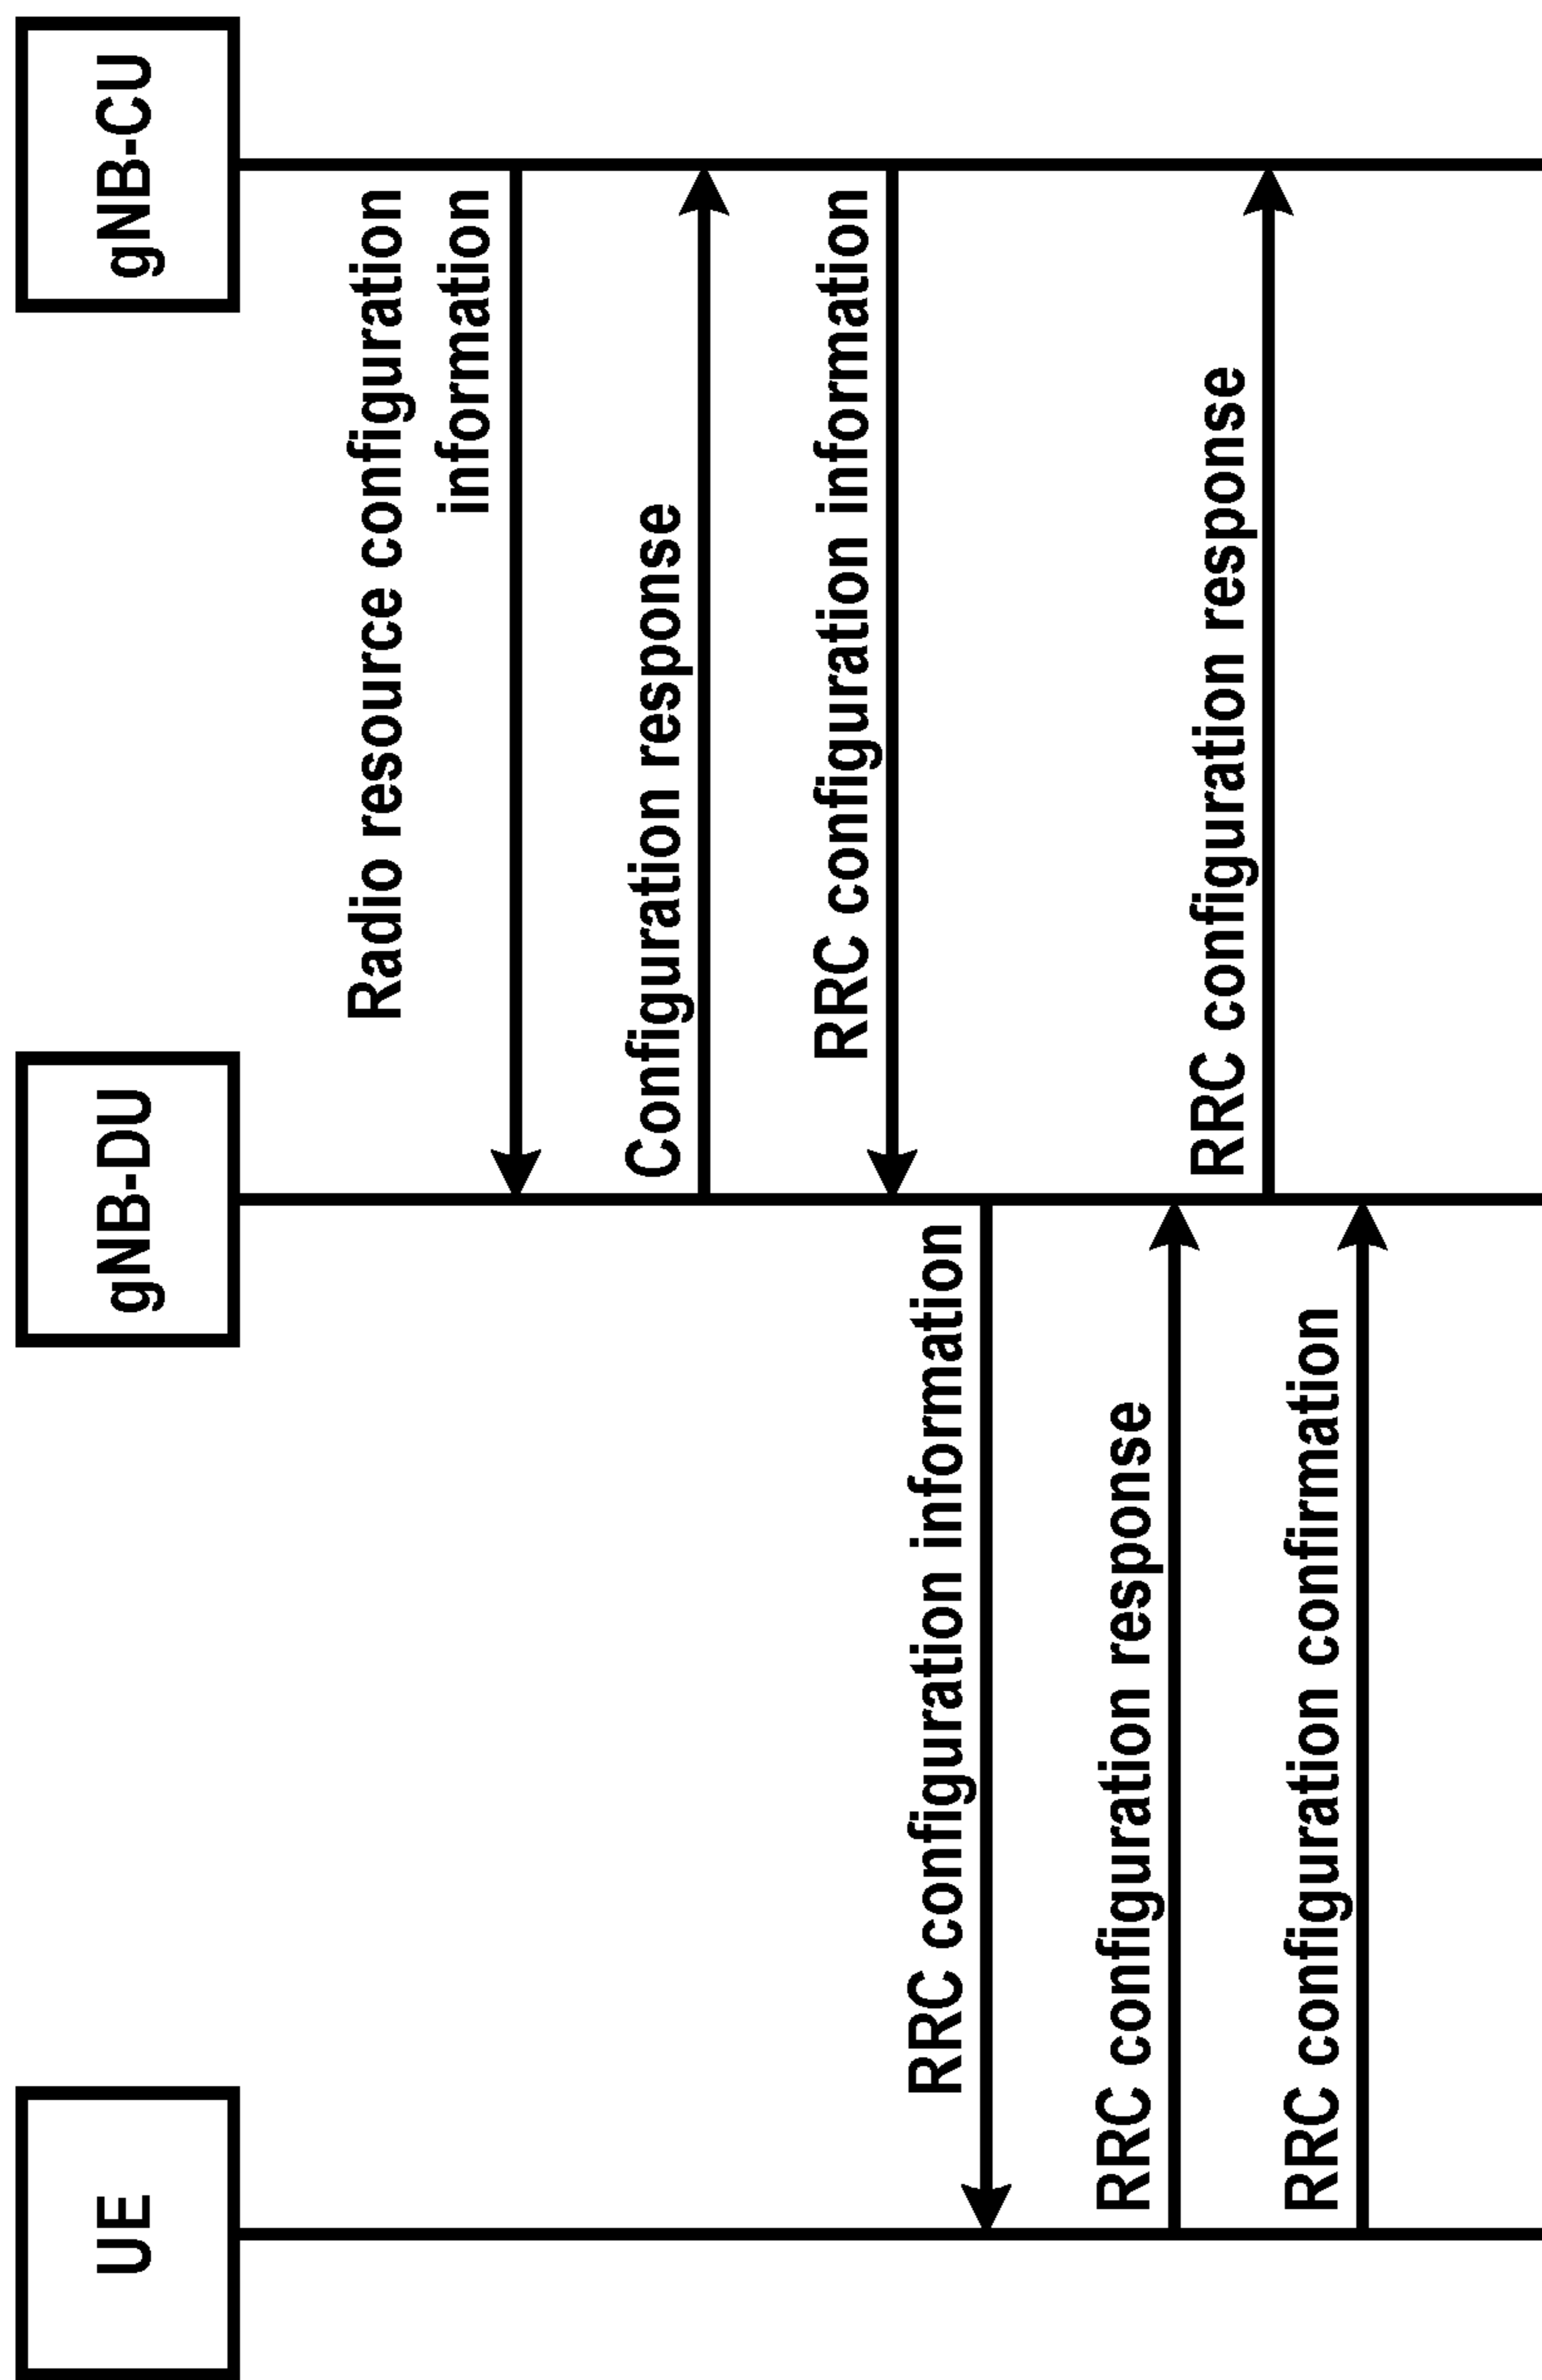 UE
gNB-DU
gNB-CU
Radio resource configuration
information
Configuration response
RRC configuration information
RRC configuration information
RRC configuration response
RRC configuration response
RRC configuration confirmation